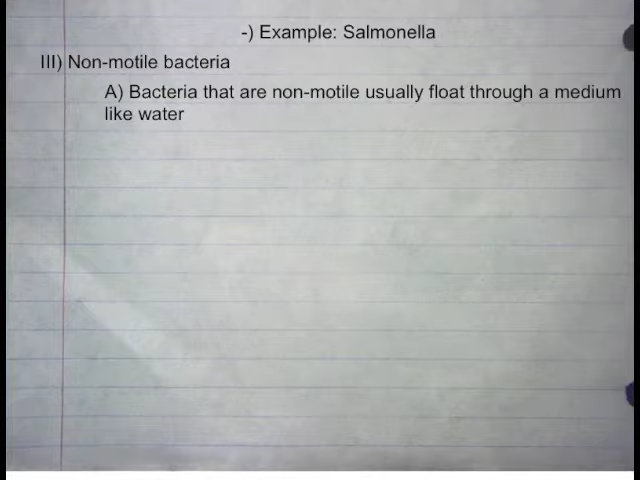 -) Example: Salmonella
III) Non-motile bacteria
A) Bacteria that are non-motile usually float through a medium
like water